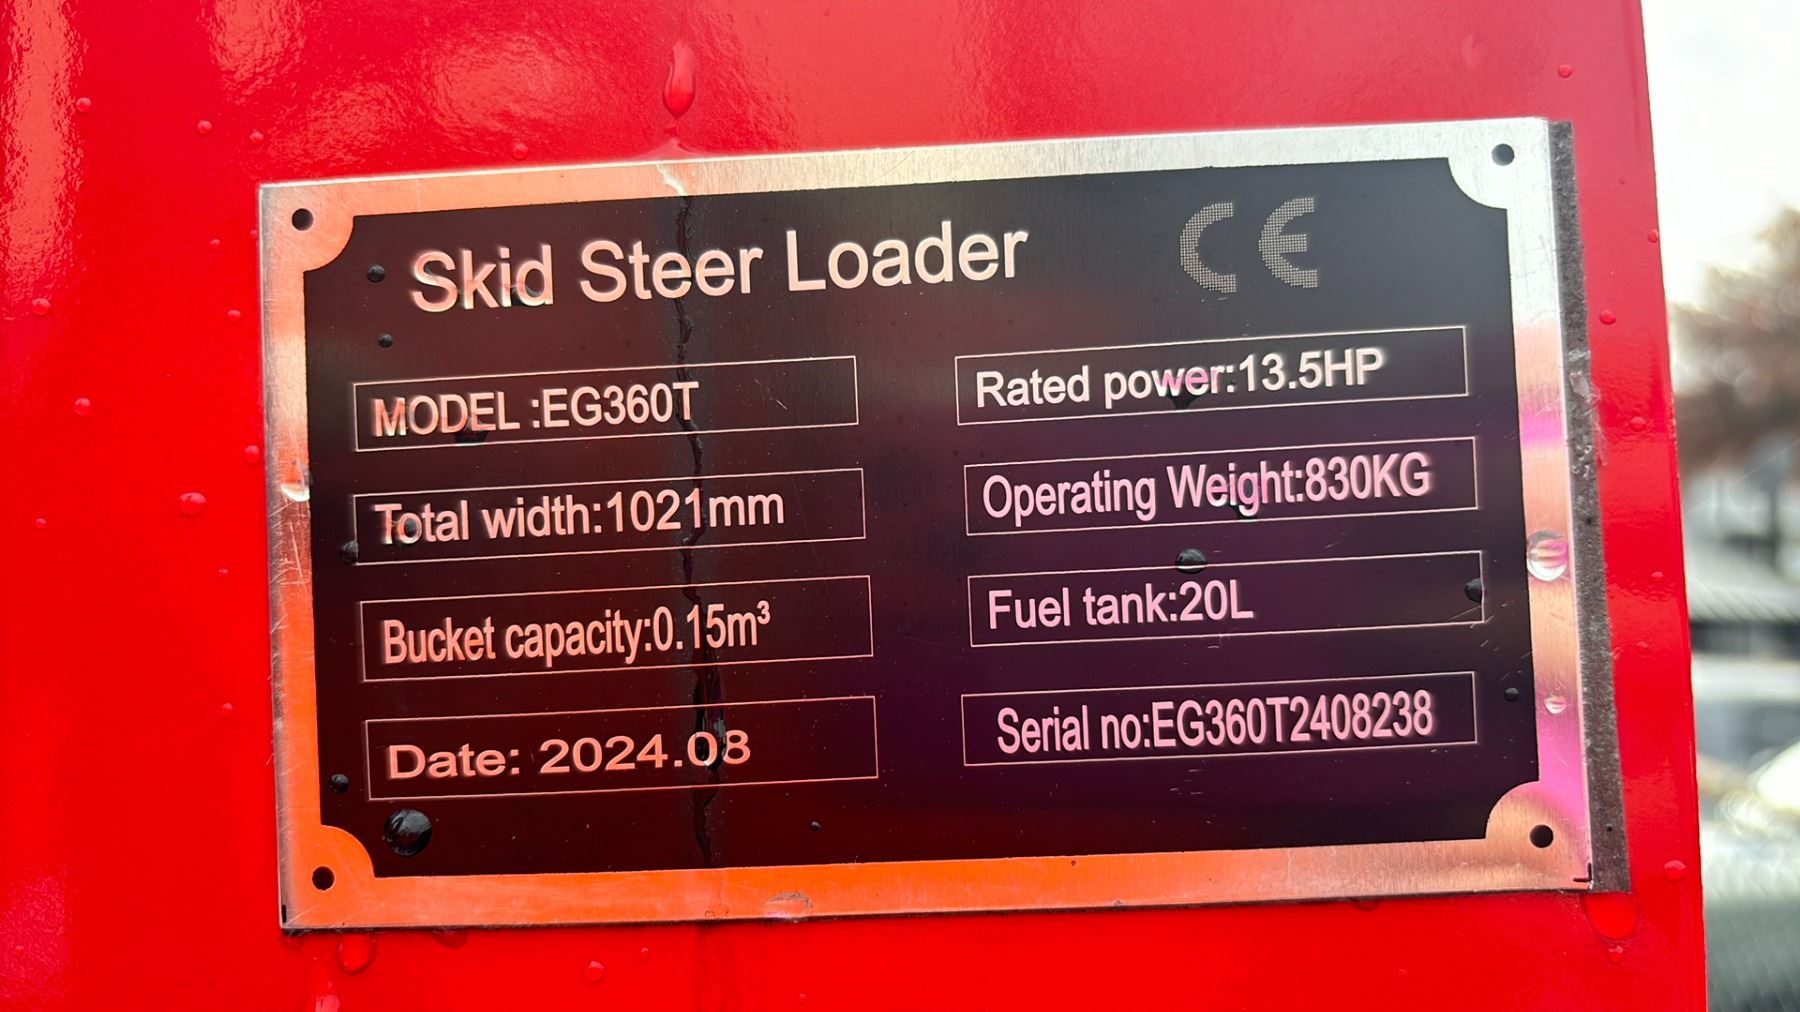 Skid Steer Loader CE
MODEL :EG360T
Rated power:13.5HP
Total width:1021mm
Operating Weight:830KG
Bucket capacity:0.15m³
Fuel tank:20L
Date: 2024.08
Serial no:EG360T2408238